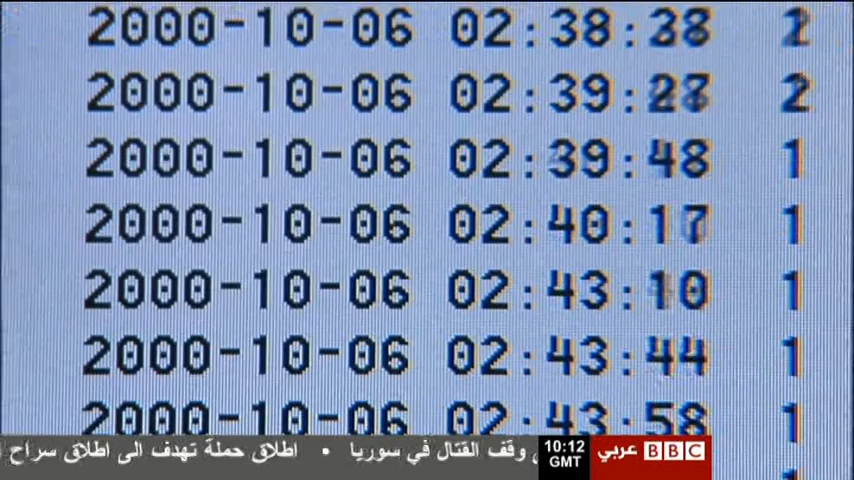 2000-10-06 02:38:38
2000-10-06 02:39:27 2
2000-10-06 02:39:48 1
2000-10-06 02:40:17 1
2000-10-06 02:43:10 1
2000-10-06 02:43:44 1
2000-10-06 02:43:58 1
وقف القتال في سوريا • اطلاق حملة تهدف الى اطلاق سراح
10:12
GMT
عربي BBC